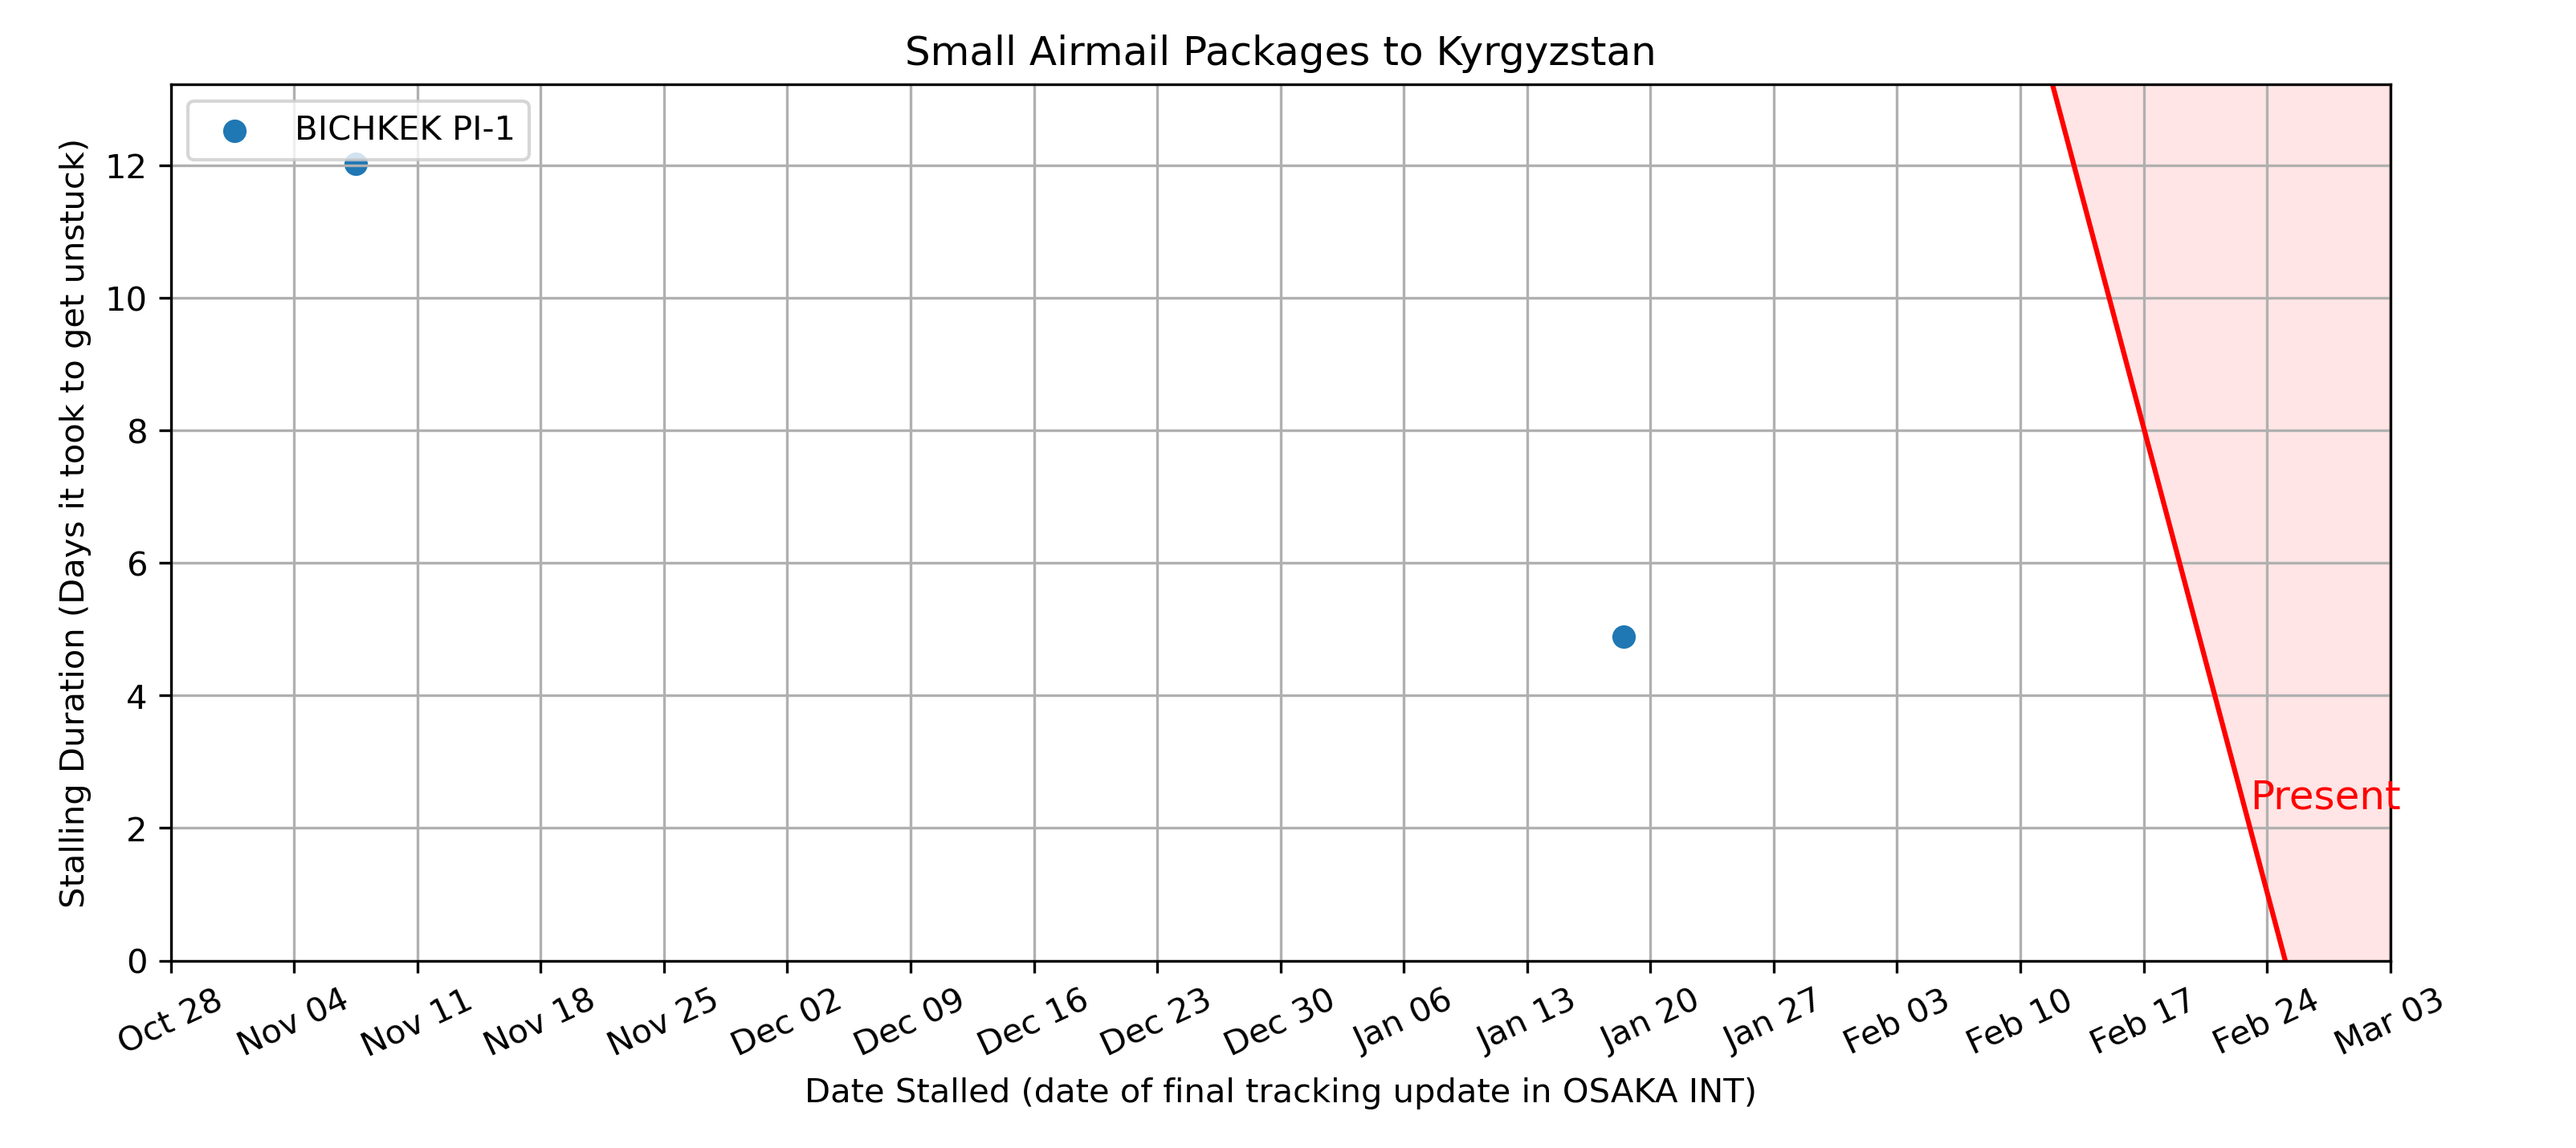 Small Airmail Packages to Kyrgyzstan
BICHKEK PI-1
Stalling Duration (Days it took to get unstuck)
12
10
8
6
4
2
0
Present
Oct 28
Nov 04
Nov 11
Nov 18
Nov 25
Dec 02
Dec 09
Dec 16
Dec 23
Dec 30
Jan 06
Jan 13
Jan 20
Jan 27
Feb 03
Feb 10
Feb 17
Feb 24
Mar 03
Date Stalled (date of final tracking update in OSAKA INT)